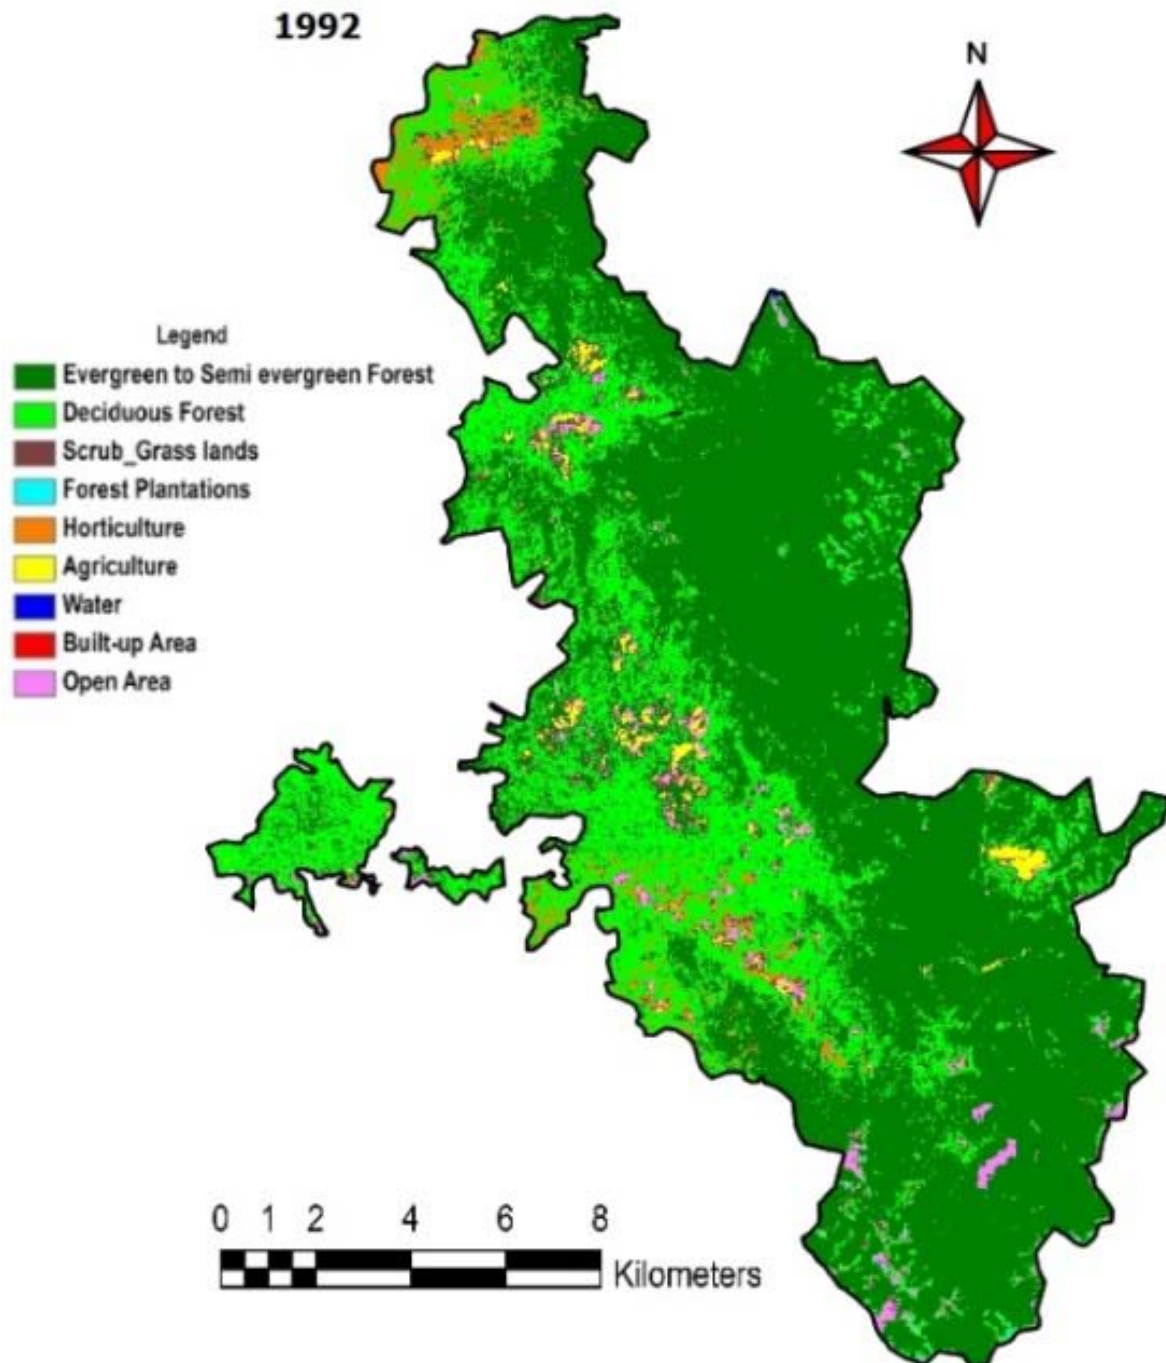 1992
N
Legend
Evergreen to Semi evergreen Forest
Deciduous Forest
Scrub_Grass lands
Forest Plantations
Horticulture
Agriculture
Water
Built-up Area
Open Area
0 1 2 4 6 8
Kilometers